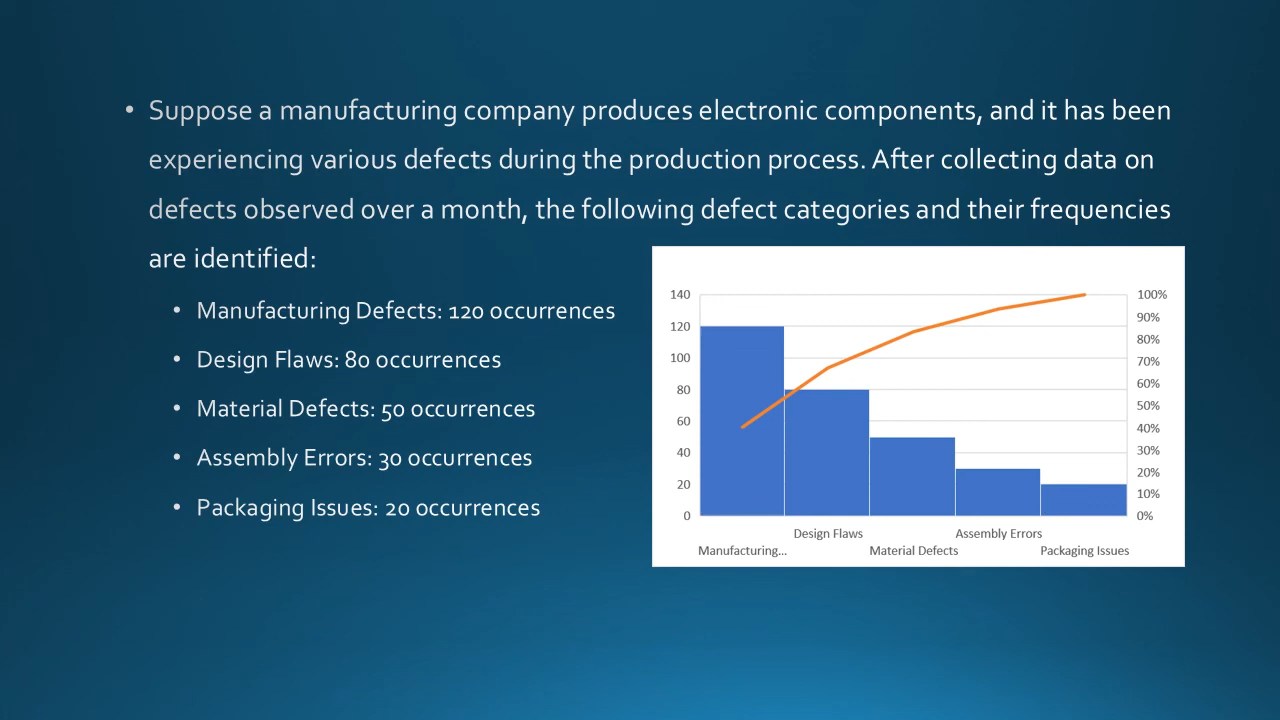 • Suppose a manufacturing company produces electronic components, and it has been
experiencing various defects during the production process. After collecting data on
defects observed over a month, the following defect categories and their frequencies
are identified:
• Manufacturing Defects: 120 occurrences
• Design Flaws: 80 occurrences
• Material Defects: 50 occurrences
• Assembly Errors: 30 occurrences
• Packaging Issues: 20 occurrences
140
120
100
80
60
40
20
0
100%
90%
80%
70%
60%
50%
40%
30%
20%
10%
0%
Design Flaws Assembly Errors
Manufacturing... Material Defects Packaging Issues